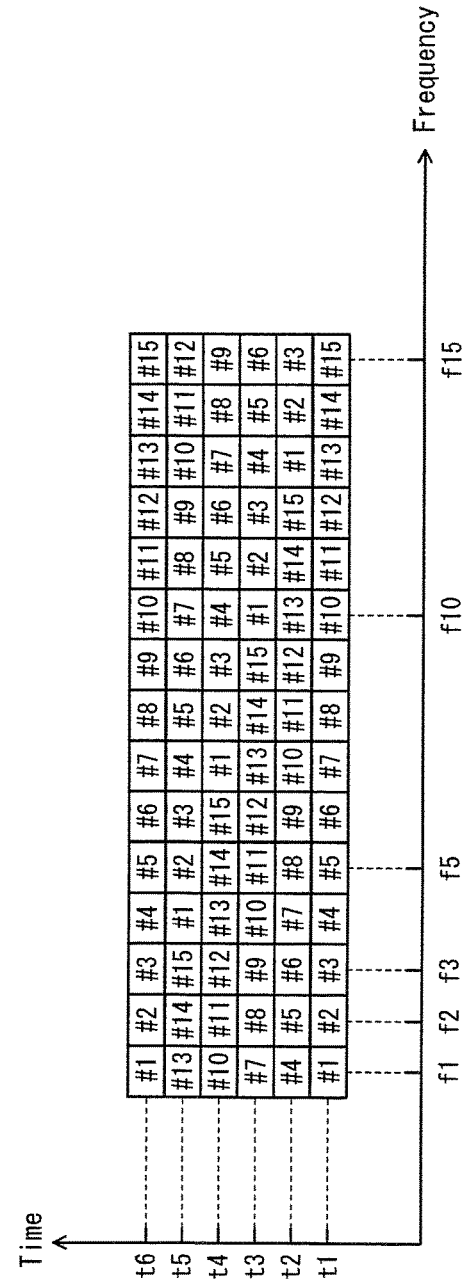 Time
t6 #1 #2 #3 #4 #5 #6 #7 #8 #9 #10 #11 #12 #13 #14 #15
t5 #13 #14 #15 #1 #2 #3 #4 #5 #6 #7 #8 #9 #10 #11 #12
t4 #10 #11 #12 #13 #14 #15 #1 #2 #3 #4 #5 #6 #7 #8 #9
t3 #7 #8 #9 #10 #11 #12 #13 #14 #15 #1 #2 #3 #4 #5 #6
t2 #4 #5 #6 #7 #8 #9 #10 #11 #12 #13 #14 #15 #1 #2 #3
t1 #1 #2 #3 #4 #5 #6 #7 #8 #9 #10 #11 #12 #13 #14 #15
Frequency
f1 f2 f3 f5 f10 f15